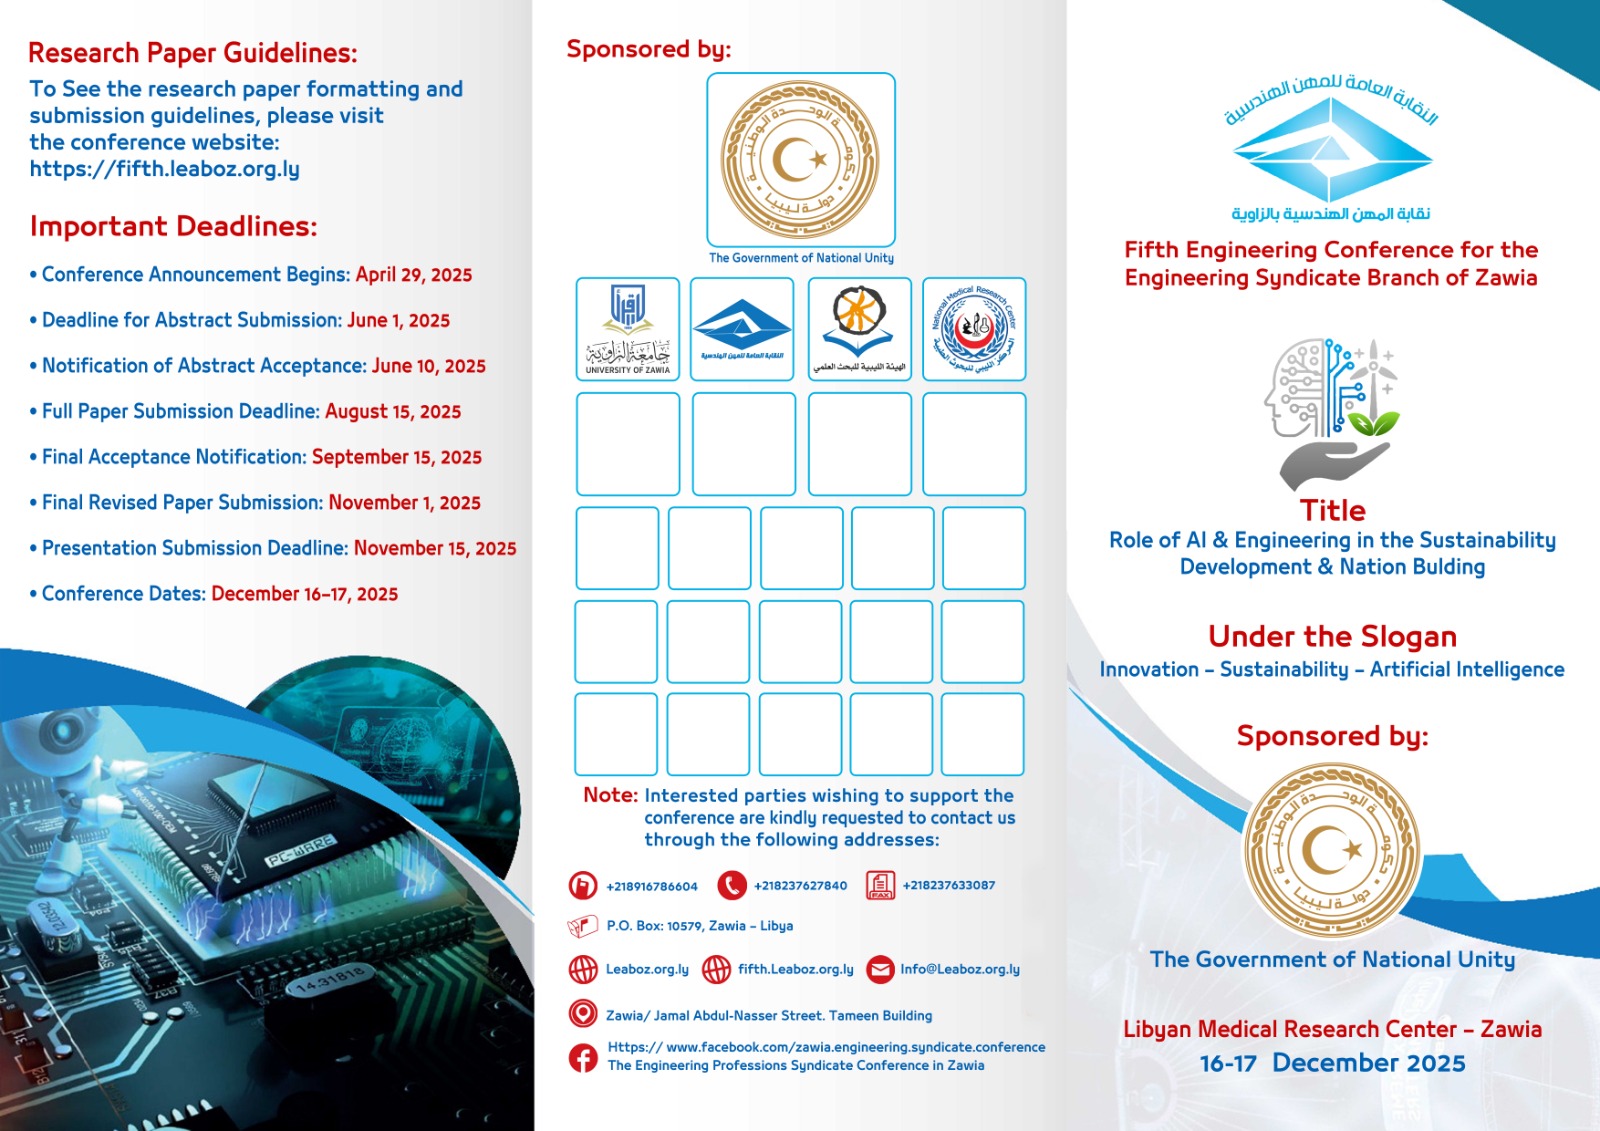 Research Paper Guidelines:
To See the research paper formatting and
submission guidelines, please visit
the conference website:
https://fifth.leaboz.org.ly
Important Deadlines:
• Conference Announcement Begins: April 29, 2025
• Deadline for Abstract Submission: June 1, 2025
• Notification of Abstract Acceptance: June 10, 2025
• Full Paper Submission Deadline: August 15, 2025
• Final Acceptance Notification: September 15, 2025
• Final Revised Paper Submission: November 1, 2025
• Presentation Submission Deadline: November 15, 2025
• Conference Dates: December 16-17, 2025
PC-WARE
14.31818
Sponsored by:
حكومة الوحدة الوطنية
دولة ليبيا
The Government of National Unity
اقرأ
جامعة الزاوية
UNIVERSITY OF ZAWIA
النقابة العامة للمهن الهندسية
الهيئة الليبية للبحث العلمي
National Medical Research Center
المركز الليبي للبحوث الطبية
Note: Interested parties wishing to support the
conference are kindly requested to contact us
through the following addresses:
+218916786604
+218237627840
FAX
+218237633087
P.O. Box: 10579, Zawia - Libya
Leaboz.org.ly
fifth.Leaboz.org.ly
Info@Leaboz.org.ly
Zawia/ Jamal Abdul-Nasser Street. Tameen Building
Https:// www.facebook.com/zawia.engineering.syndicate.conference
The Engineering Professions Syndicate Conference in Zawia
النقابة العامة للمهن الهندسية
نقابة المهن الهندسية بالزاوية
Fifth Engineering Conference for the
Engineering Syndicate Branch of Zawia
Title
Role of AI & Engineering in the Sustainability
Development & Nation Bulding
Under the Slogan
Innovation - Sustainability - Artificial Intelligence
Sponsored by:
حكومة الوحدة الوطنية
دولة ليبيا
The Government of National Unity
Libyan Medical Research Center - Zawia
16-17 December 2025